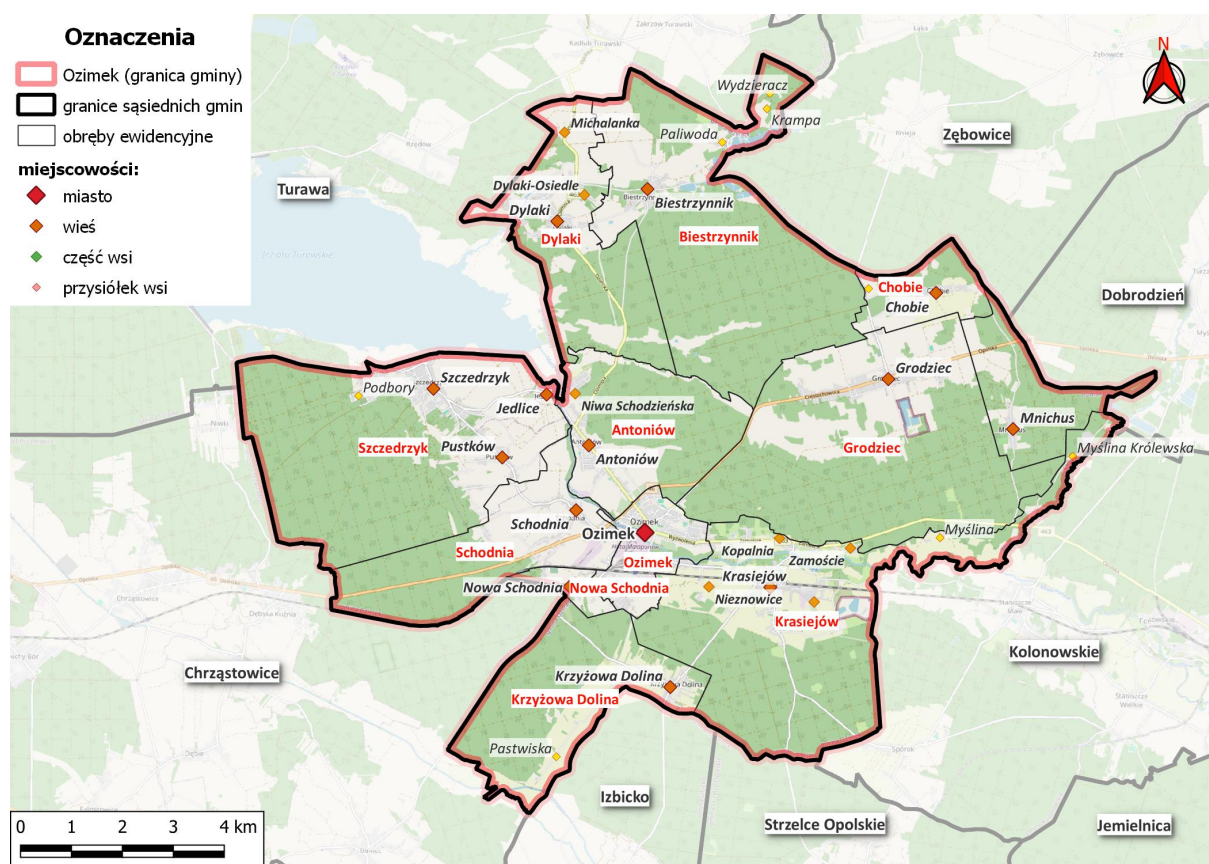 Oznaczenia
Ozimek (granica gminy)
granice sąsiednich gmin
obręby ewidencyjne
miejscowości:
miasto
wieś
część wsi
przysiółek wsi
N
Wydzieracz
Krampa
Michalanka
Paliwoda
Zębowice
Turawa
Dylaki-Osiedle
Dylaki
Biestrzynnik
Dylaki
Biestrzynnik
Chobie
Chobie
Dobrodzień
Grodziec
Szczedrzyk
Podbory
Jedlice
Niwa Schodzieńska
Antoniów
Mnichus
Szczedrzyk
Pustków
Antoniów
Grodziec
Myślina Królewska
Schodnia
Ozimek
Myślina
Kopalnia
Zamoście
Schodnia
Ozimek
Nowa Schodnia
Nowa Schodnia
Krasiejów
Nieznowice
Krasiejów
Kolonowskie
Chrząstowice
Krzyżowa Dolina
Krzyżowa Dolina
Pastwiska
Izbicko
Strzelce Opolskie
Jemielnica
0 1 2 3 4 km